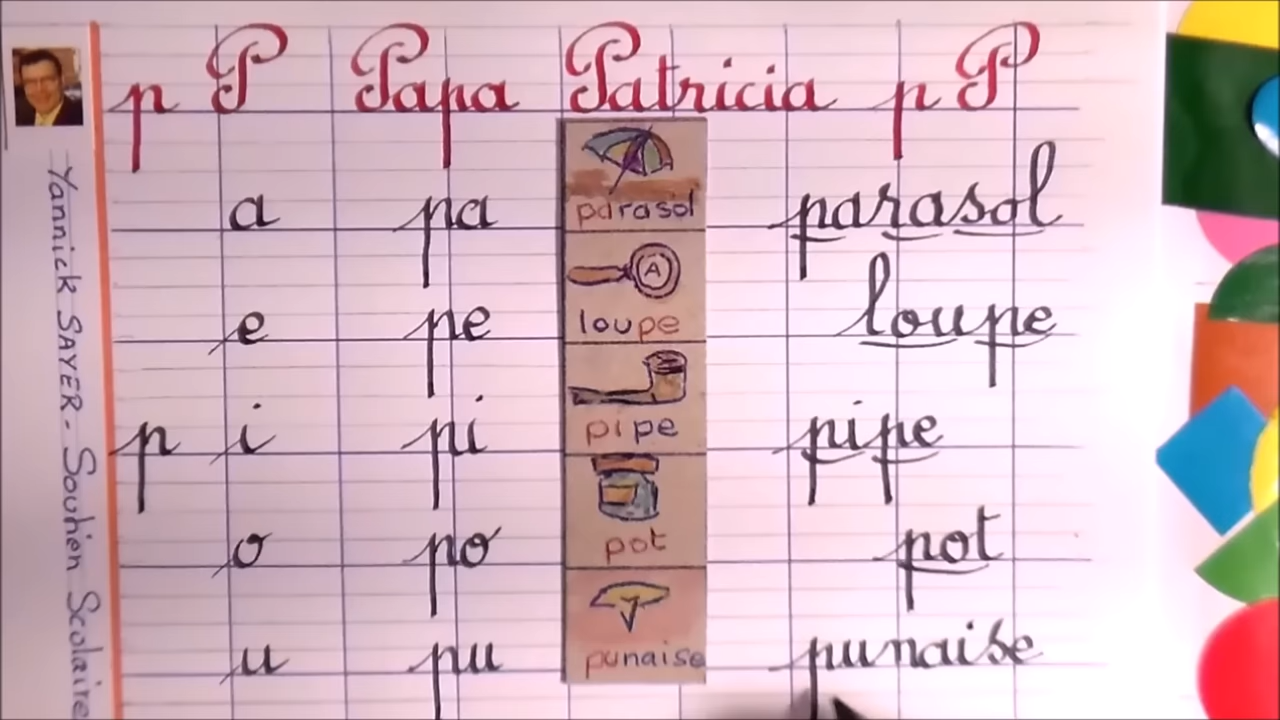 p P Papa Patricia p P
a pa parasol parasol
A
e pe loupe loupe
p i pi pipe pipe
o po pot pot
u pu punaise punaise
Yannick SAYER - Soutien Scolaire